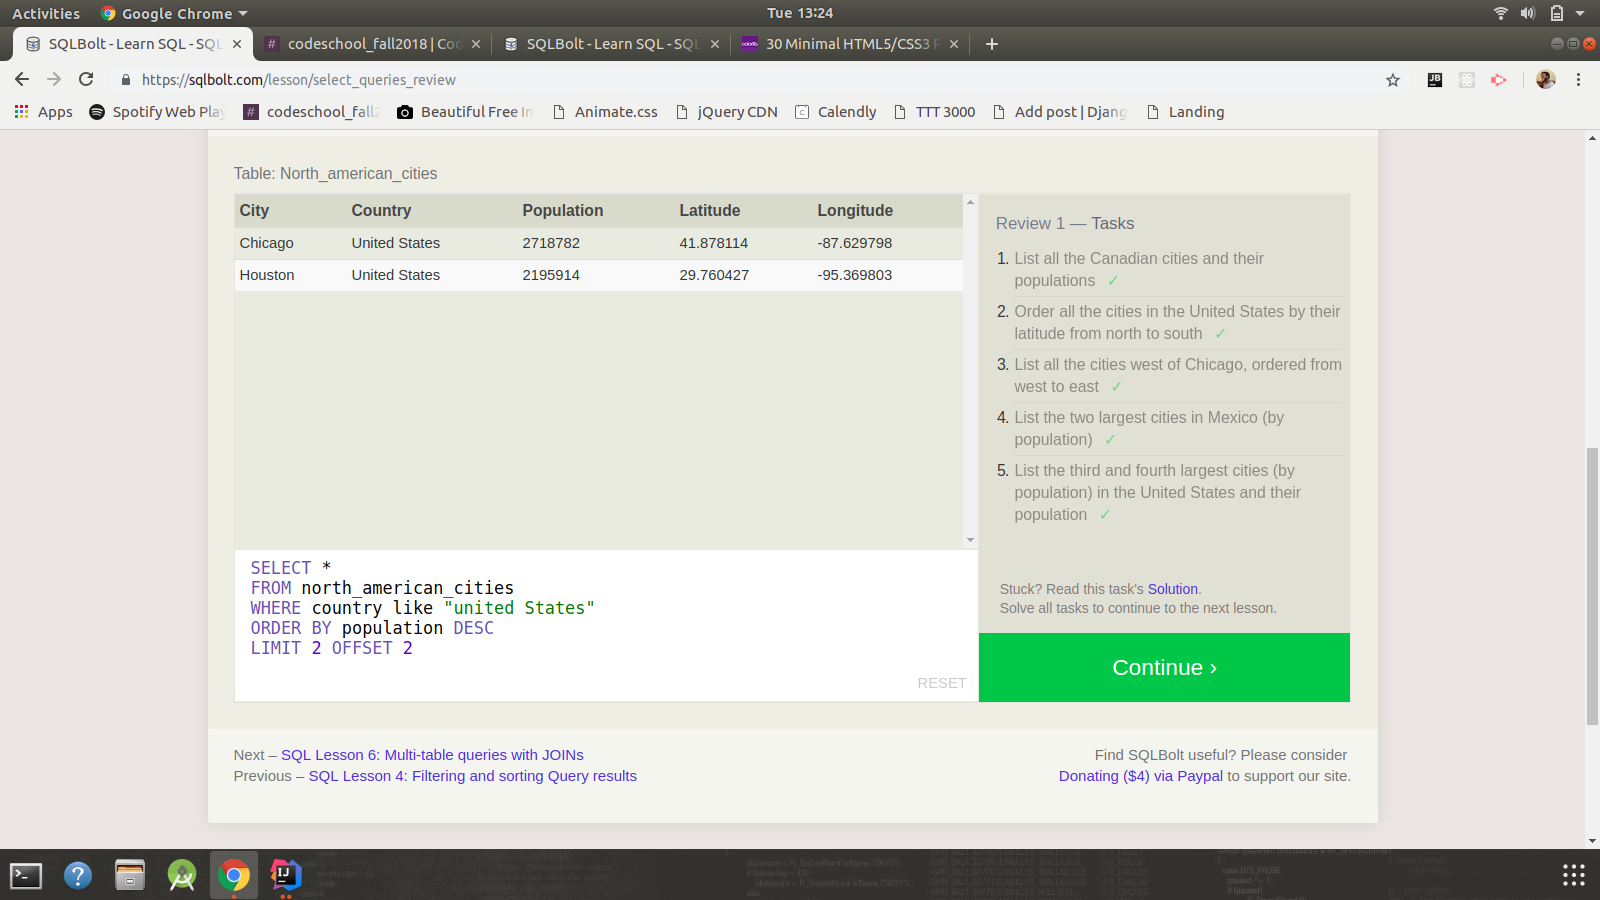 Activities
Google Chrome
Tue 13:24
SQLBolt - Learn SQL - SQL
codeschool_fall2018 | Cod
SQLBolt - Learn SQL - SQL
30 Minimal HTML5/CSS3 F
https://sqlbolt.com/lesson/select_queries_review
Apps
Spotify Web Play
codeschool_fall2
Beautiful Free Im
Animate.css
jQuery CDN
Calendly
TTT 3000
Add post | Djang
Landing
Table: North_american_cities
City Country Population Latitude Longitude
Chicago United States 2718782 41.878114 -87.629798
Houston United States 2195914 29.760427 -95.369803
SELECT *
FROM north_american_cities
WHERE country like "united States"
ORDER BY population DESC
LIMIT 2 OFFSET 2
RESET
Review 1 — Tasks
1. List all the Canadian cities and their
populations ✓
2. Order all the cities in the United States by their
latitude from north to south ✓
3. List all the cities west of Chicago, ordered from
west to east ✓
4. List the two largest cities in Mexico (by
population) ✓
5. List the third and fourth largest cities (by
population) in the United States and their
population ✓
Stuck? Read this task's Solution.
Solve all tasks to continue to the next lesson.
Continue ›
Next – SQL Lesson 6: Multi-table queries with JOINs
Previous – SQL Lesson 4: Filtering and sorting Query results
Find SQLBolt useful? Please consider
Donating ($4) via Paypal to support our site.